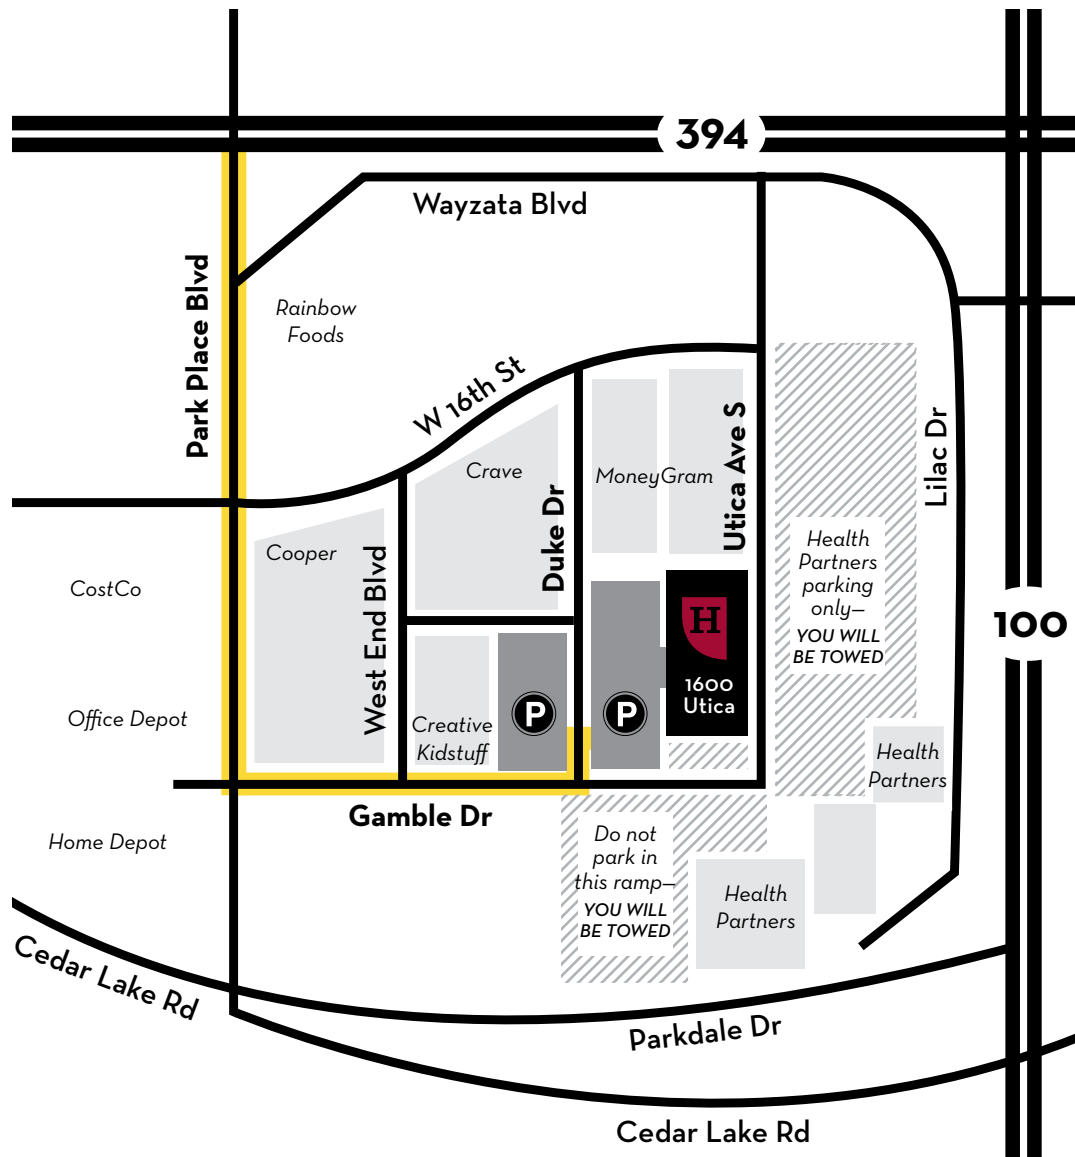 394
Wayzata Blvd
Park Place Blvd
Rainbow
Foods
W 16th St
Crave
MoneyGram
Utica Ave S
Duke Dr
Lilac Dr
Cooper
West End Blvd
CostCo
Health
Partners
parking
only—
YOU WILL
BE TOWED
100
H
1600
Utica
P
P
Office Depot
Creative
Kidstuff
Health
Partners
Gamble Dr
Home Depot
Do not
park in
this ramp—
YOU WILL
BE TOWED
Health
Partners
Cedar Lake Rd
Parkdale Dr
Cedar Lake Rd